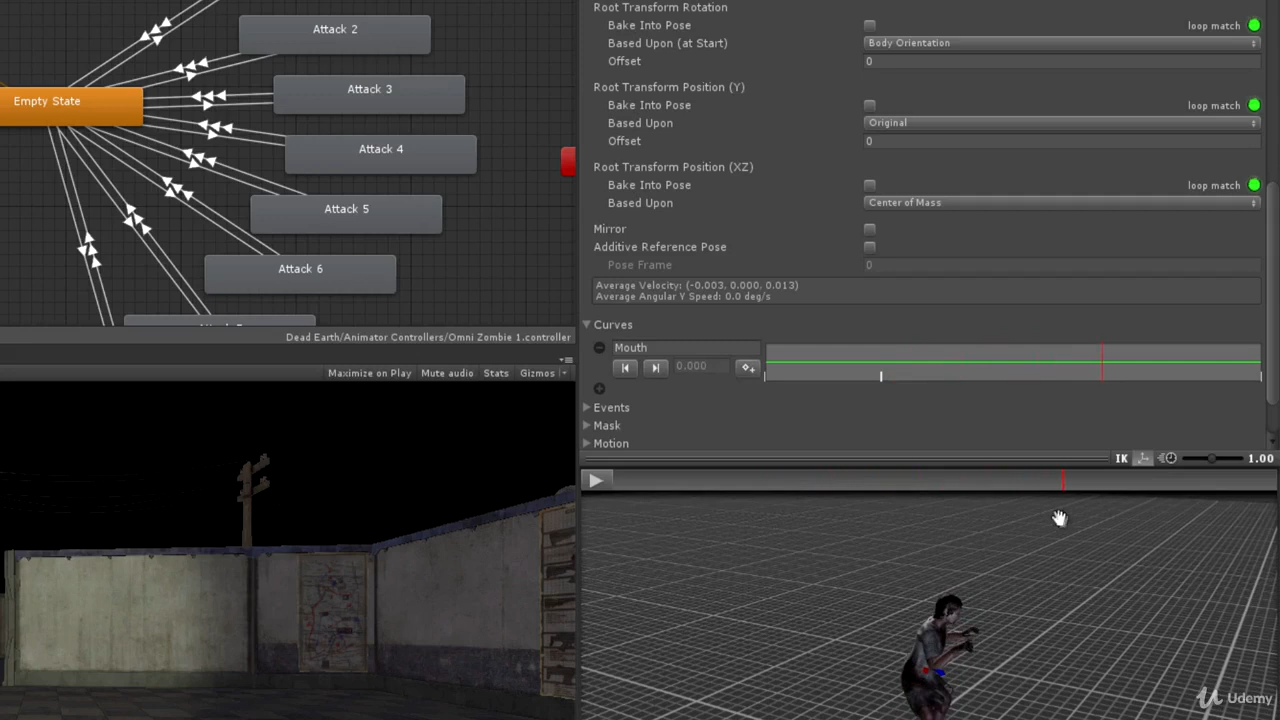 Attack 2
Empty State
Attack 3
Attack 4
Attack 5
Attack 6
Dead Earth/Animator Controllers/Omni Zombie 1.controller
Maximize on Play Mute audio Stats Gizmos
Root Transform Rotation
Bake Into Pose loop match
Based Upon (at Start) Body Orientation
Offset 0
Root Transform Position (Y)
Bake Into Pose loop match
Based Upon Original
Offset 0
Root Transform Position (XZ)
Bake Into Pose loop match
Based Upon Center of Mass
Mirror
Additive Reference Pose
Pose Frame 0
Average Velocity: (-0.003, 0.000, 0.013)
Average Angular Y Speed: 0.0 deg/s
Curves
Mouth
0.000
Events
Mask
Motion
IK 1.00
Udemy